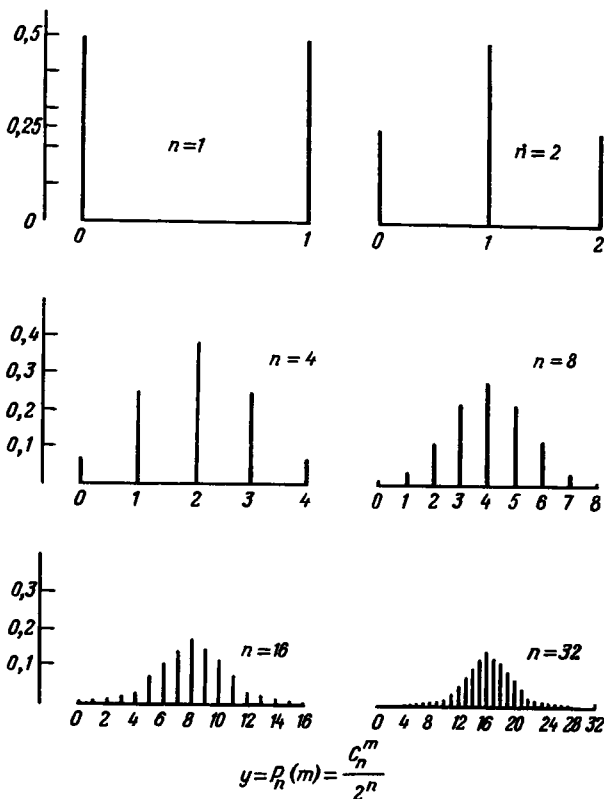 0,5
0,25
0
n=1
0 1
n=2
0 1 2
0,4
0,3
0,2
0,1
n=4
0 1 2 3 4
n=8
0 1 2 3 4 5 6 7 8
0,3
0,2
0,1
n=16
0 2 4 6 8 10 12 14 16
n=32
0 4 8 12 16 20 24 28 32
y=Pₙ(m)=Cₙᵐ/2ⁿ